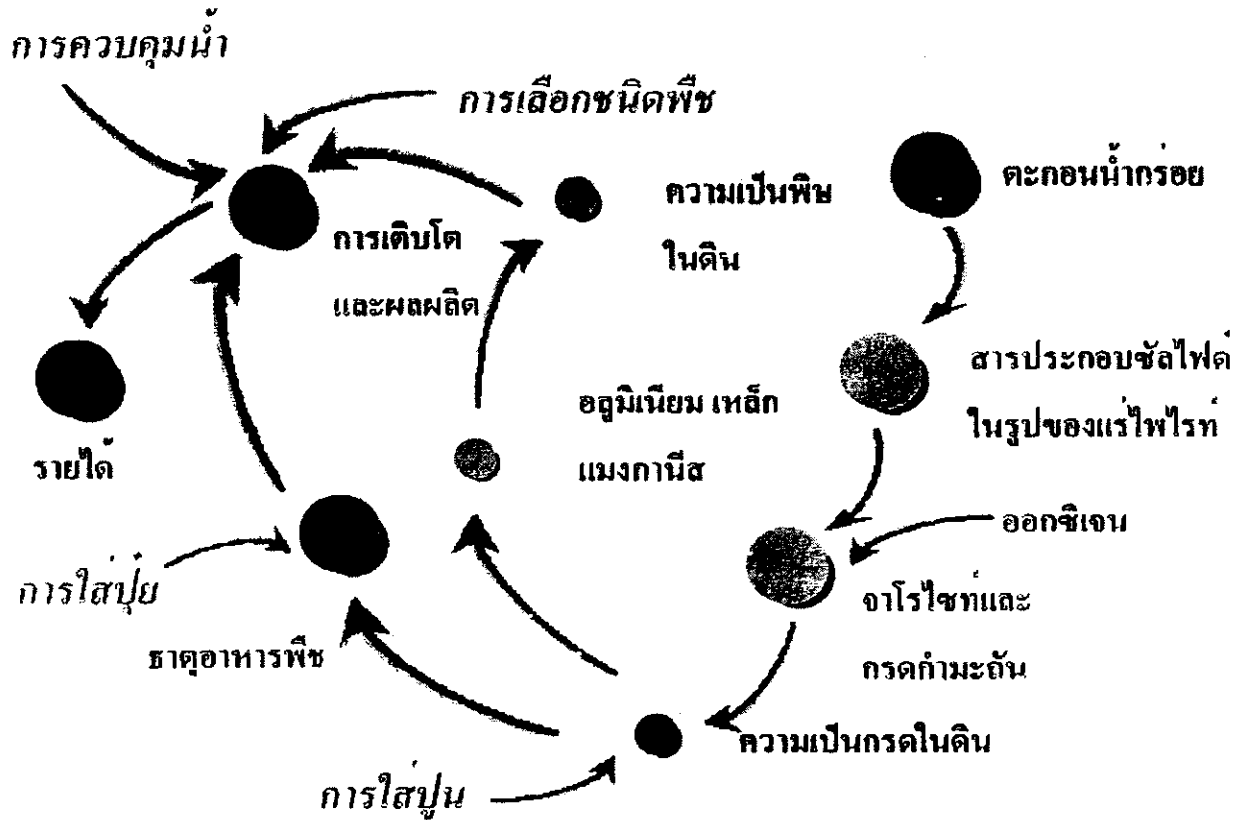 การควบคุมน้ำ
การเลือกชนิดพืช
ความเป็นพิษ
ในดิน
ตะกอนน้ำกร่อย
การเติบโต
และผลผลิต
สารประกอบซัลไฟด์
ในรูปของแร่ไพไรท์
รายได้
อลูมิเนียม เหล็ก
แมงกานีส
ออกซิเจน
การใส่ปุ๋ย
จาโรไซท์และ
กรดกำมะถัน
ธาตุอาหารพืช
ความเป็นกรดในดิน
การใส่ปูน